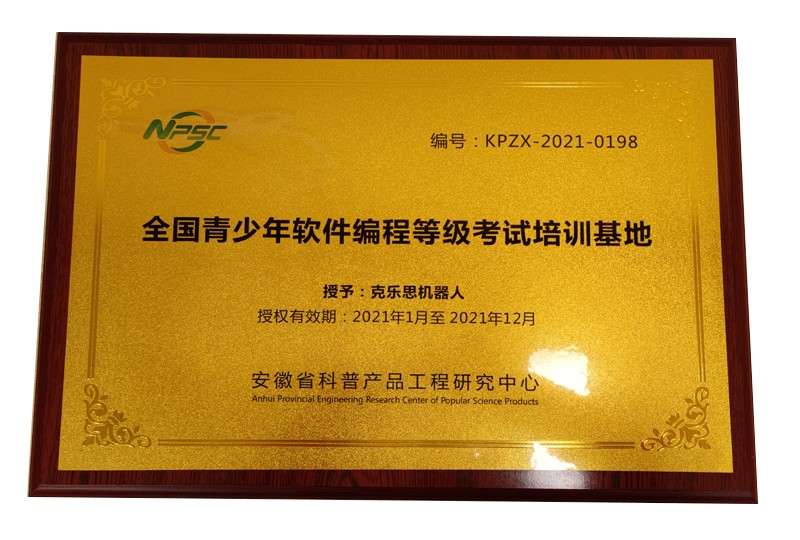 NPSC
编号：KPZX-2021-0198
全国青少年软件编程等级考试培训基地
授予：克乐思机器人
授权有效期：2021年1月至 2021年12月
安徽省科普产品工程研究中心
Anhui Provincial Engineering Research Center of Popular Science Products